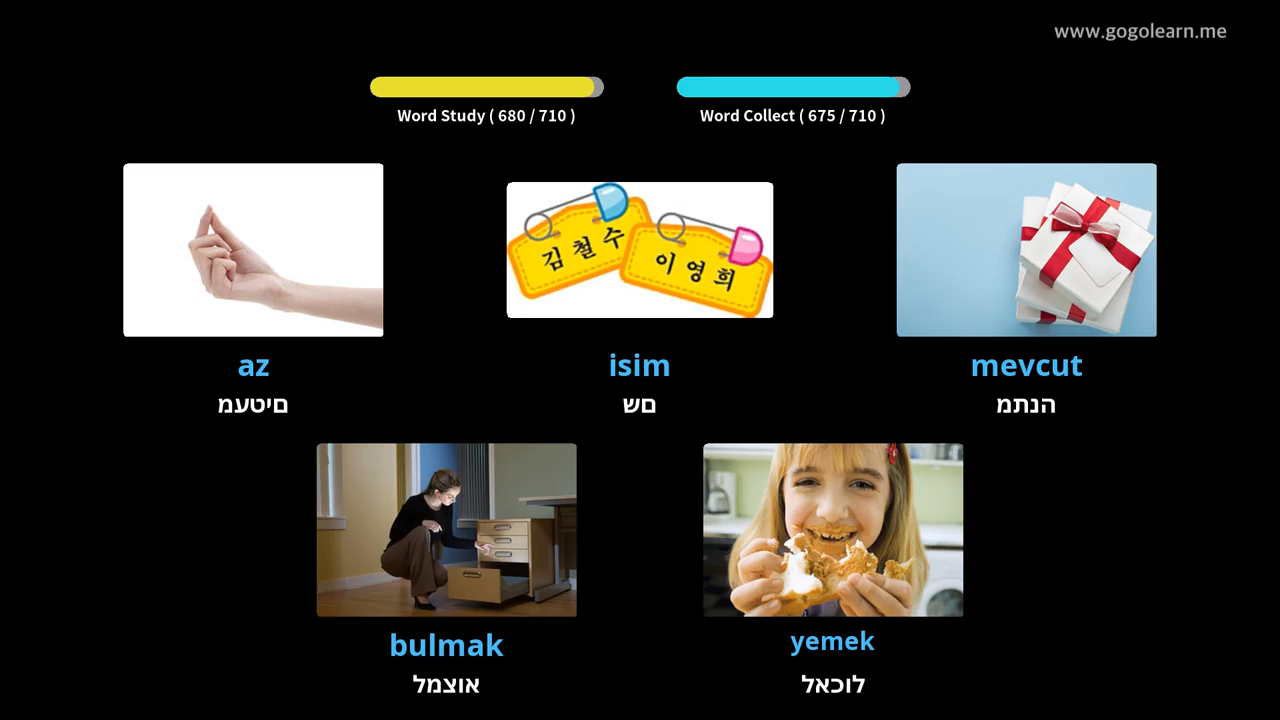 www.gogolearn.me
Word Study ( 680 / 710 )
Word Collect ( 675 / 710 )
김철수
이영희
az
םיטעמ
isim
םש
mevcut
הנתמ
bulmak
אוצמל
yemek
לוכאל